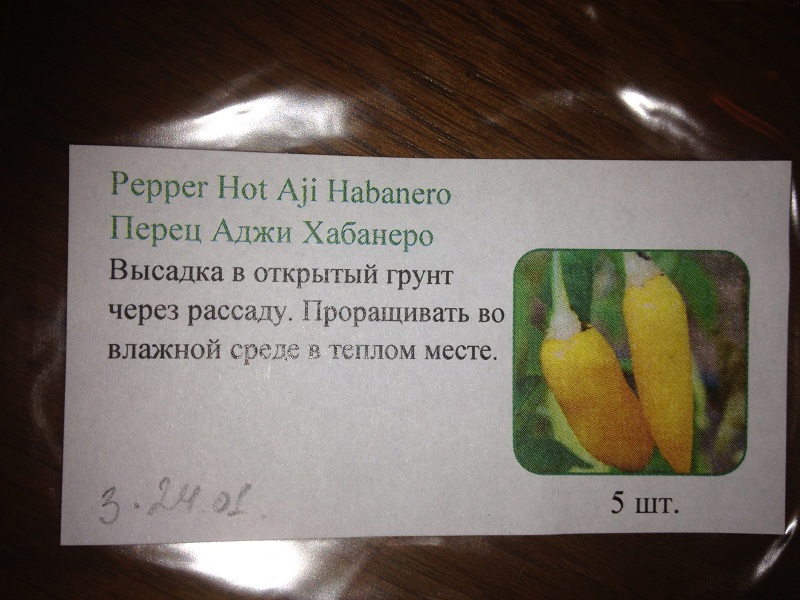 Pepper Hot Aji Habanero
Перец Аджи Хабанеро
Высадка в открытый грунт
через рассаду. Проращивать во
влажной среде в теплом месте.
3. 24.01.
5 шт.